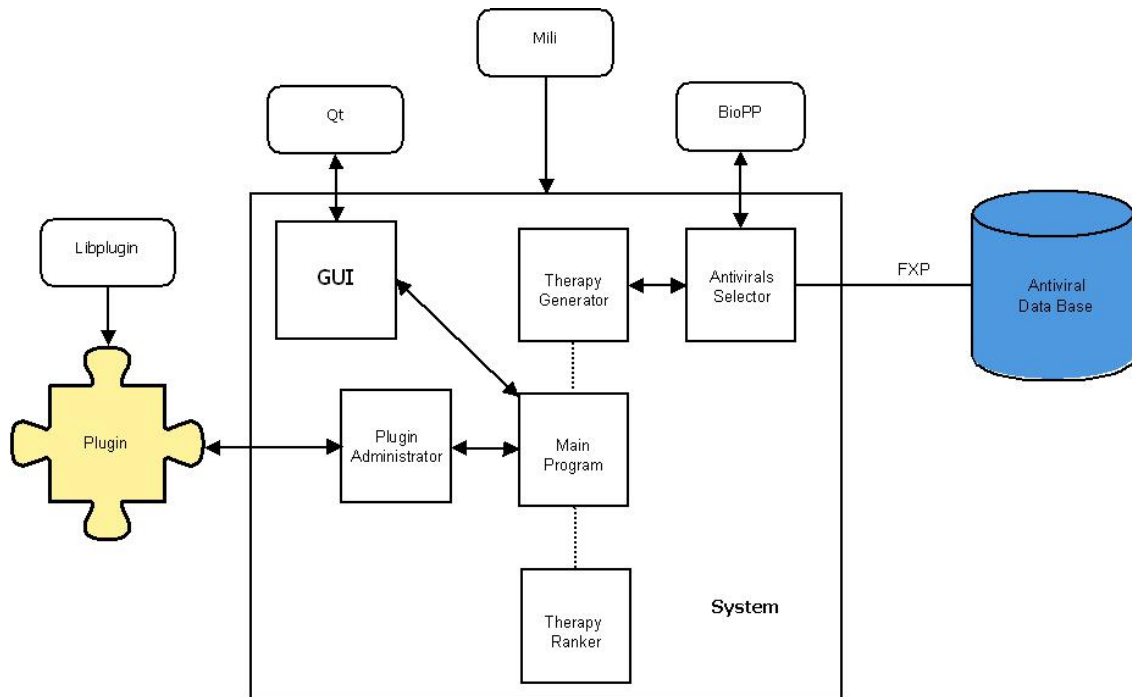 Mili
Qt
BioPP
Libplugin
GUI
Therapy
Generator
Antivirals
Selector
FXP
Antiviral
Data Base
Plugin
Plugin
Administrator
Main
Program
Therapy
Ranker
System